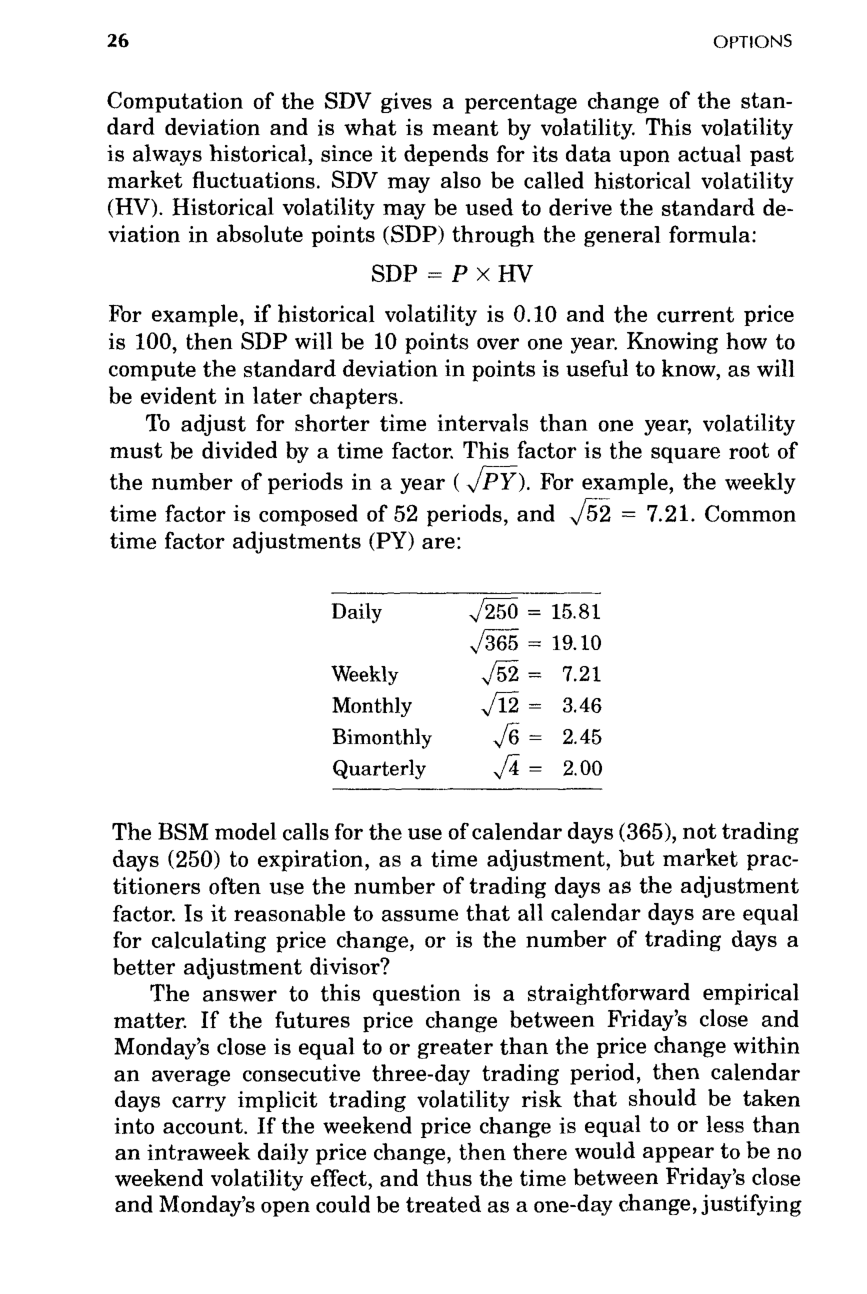 26 OPTIONS
Computation of the SDV gives a percentage change of the stan-
dard deviation and is what is meant by volatility. This volatility
is always historical, since it depends for its data upon actual past
market fluctuations. SDV may also be called historical volatility
(HV). Historical volatility may be used to derive the standard de-
viation in absolute points (SDP) through the general formula:
SDP = P × HV
For example, if historical volatility is 0.10 and the current price
is 100, then SDP will be 10 points over one year. Knowing how to
compute the standard deviation in points is useful to know, as will
be evident in later chapters.
To adjust for shorter time intervals than one year, volatility
must be divided by a time factor. This factor is the square root of
the number of periods in a year ( √PY). For example, the weekly
time factor is composed of 52 periods, and √52 = 7.21. Common
time factor adjustments (PY) are:
Daily √250 = 15.81
√365 = 19.10
Weekly √52 = 7.21
Monthly √12 = 3.46
Bimonthly √6 = 2.45
Quarterly √4 = 2.00
The BSM model calls for the use of calendar days (365), not trading
days (250) to expiration, as a time adjustment, but market prac-
titioners often use the number of trading days as the adjustment
factor. Is it reasonable to assume that all calendar days are equal
for calculating price change, or is the number of trading days a
better adjustment divisor?
The answer to this question is a straightforward empirical
matter. If the futures price change between Friday's close and
Monday's close is equal to or greater than the price change within
an average consecutive three-day trading period, then calendar
days carry implicit trading volatility risk that should be taken
into account. If the weekend price change is equal to or less than
an intraweek daily price change, then there would appear to be no
weekend volatility effect, and thus the time between Friday's close
and Monday's open could be treated as a one-day change, justifying